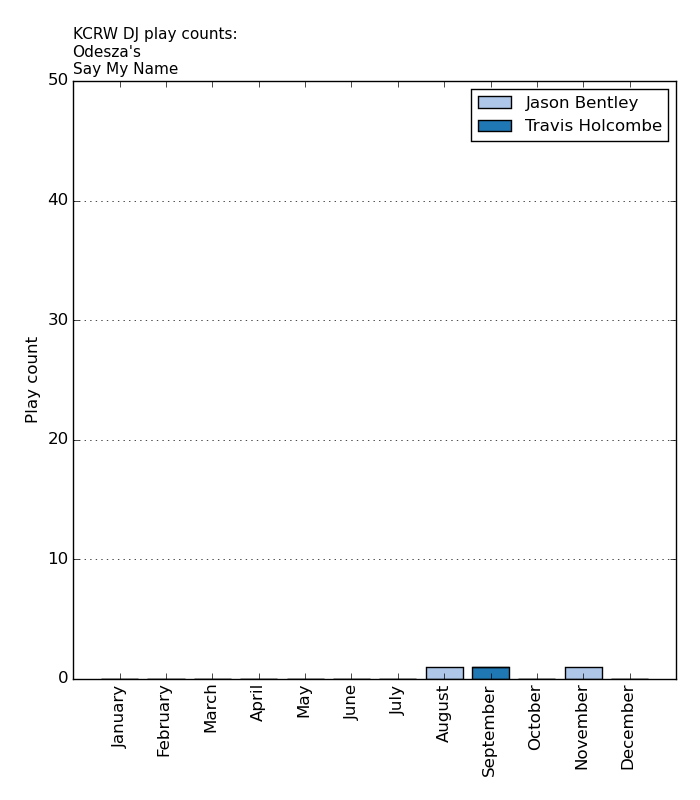 KCRW DJ play counts:
Odesza's
Say My Name
Jason Bentley
Travis Holcombe
Play count
50
40
30
20
10
0
January
February
March
April
May
June
July
August
September
October
November
December